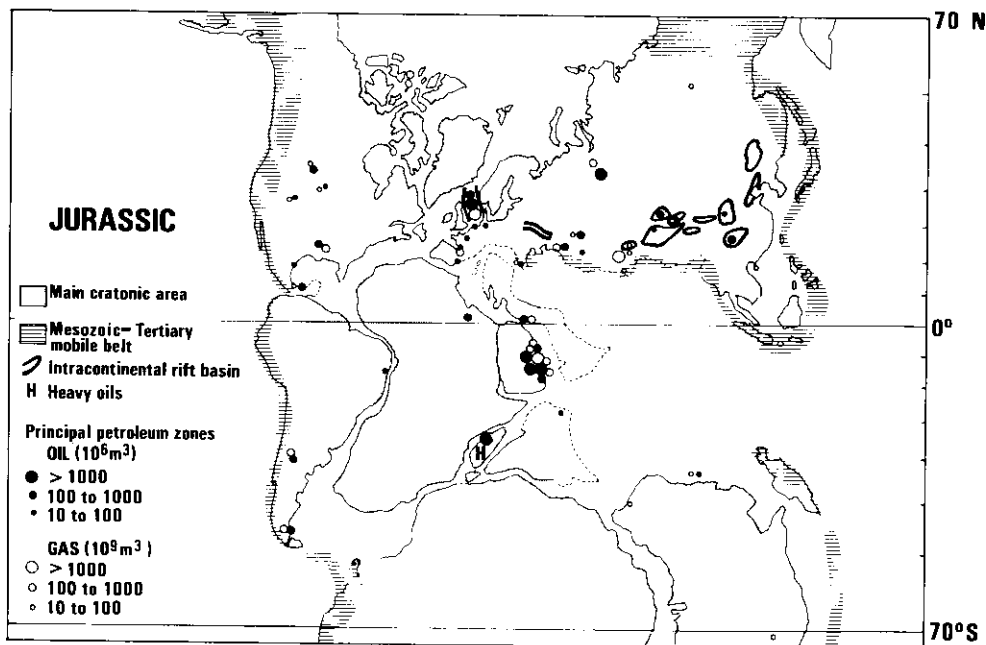 70 N
JURASSIC
Main cratonic area
Mesozoic-Tertiary
mobile belt
Intracontinental rift basin
H Heavy oils
Principal petroleum zones
OIL (10⁶m³)
> 1000
100 to 1000
10 to 100
GAS (10⁹m³)
> 1000
100 to 1000
10 to 100
H
H
?
0°
70°S